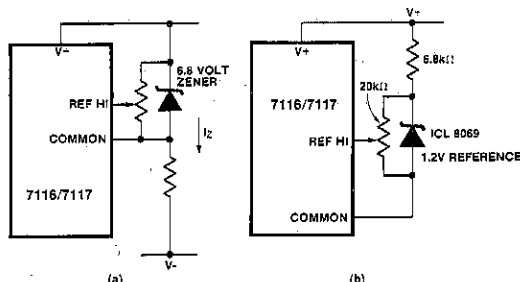 V+
V+
6.8 VOLT
ZENER
REF HI
COMMON
IZ
7116/7117
V-
(a)
V+
V+
6.8kΩ
20kΩ
7116/7117
REF HI
ICL 8069
1.2V REFERENCE
COMMON
(b)